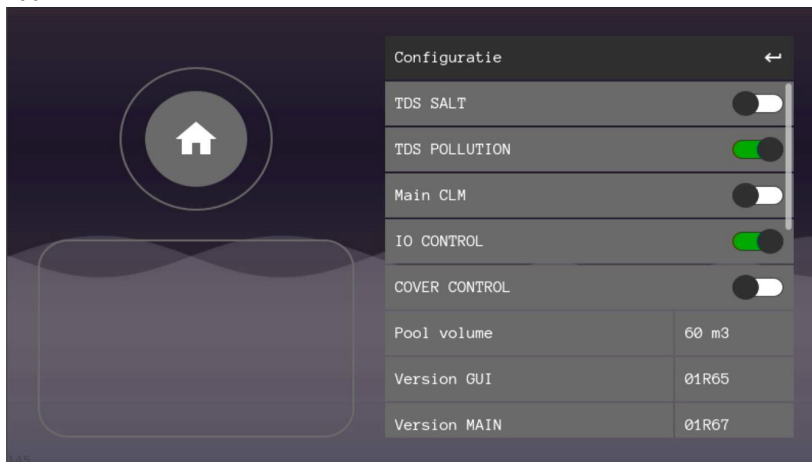 Configuratie
TDS SALT
TDS POLLUTION
Main CLM
IO CONTROL
COVER CONTROL
Pool volume 60 m3
Version GUI 01R65
Version MAIN 01R67